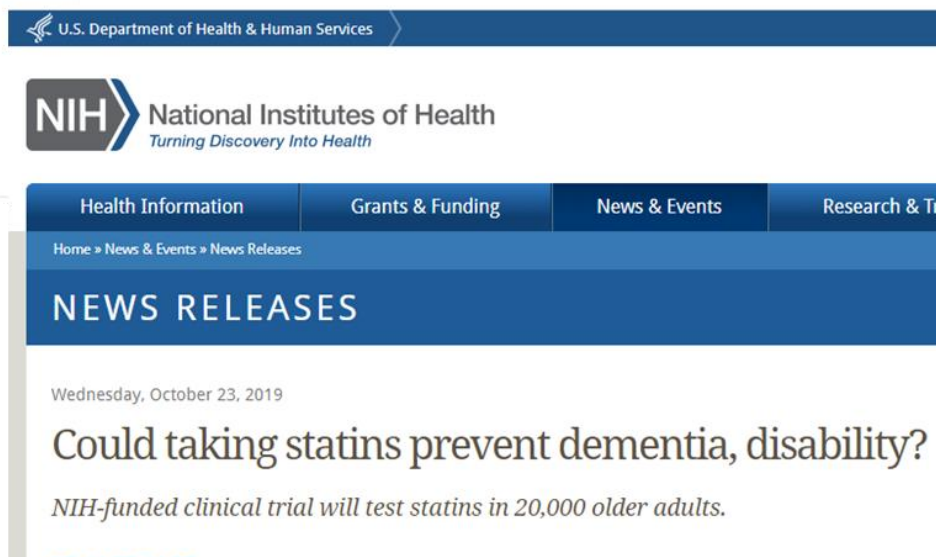 U.S. Department of Health & Human Services
NIH National Institutes of Health
Turning Discovery Into Health
Health Information Grants & Funding News & Events Research & Tr
Home » News & Events » News Releases
NEWS RELEASES
Wednesday, October 23, 2019
Could taking statins prevent dementia, disability?
NIH-funded clinical trial will test statins in 20,000 older adults.